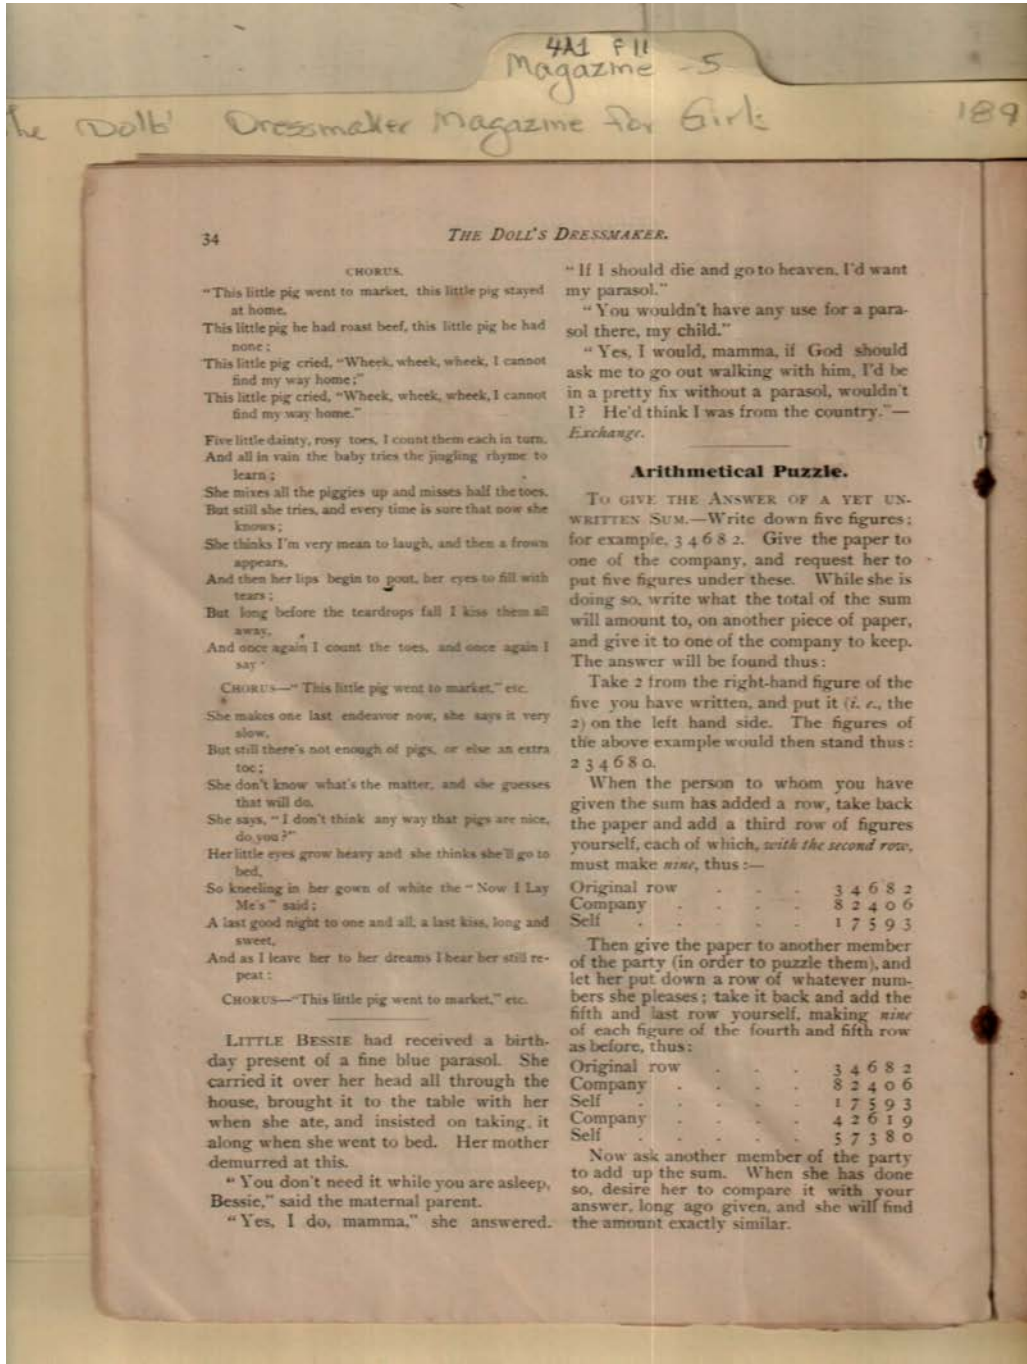 4A1 F11
Magazine - 5
The Dolls' Dressmaker Magazine for Girls 189
34
THE DOLL'S DRESSMAKER.
CHORUS.
"This little pig went to market, this little pig stayed
at home,
This little pig he had roast beef, this little pig he had
none;
This little pig cried, "Wheek, wheek, wheek, I cannot
find my way home;"
This little pig cried, "Wheek, wheek, wheek, I cannot
find my way home."
Five little dainty, rosy toes, I count them each in turn,
And all in vain the baby tries the jingling rhyme to
learn;
She mixes all the piggies up and misses half the toes,
But still she tries, and every time is sure that now she
knows;
She thinks I'm very mean to laugh, and then a frown
appears,
And then her lips begin to pout, her eyes to fill with
tears;
But long before the teardrops fall I kiss them all
away,
And once again I count the toes, and once again I
say·
CHORUS—"This little pig went to market," etc.
She makes one last endeavor now, she says it very
slow,
But still there's not enough of pigs, or else an extra
toe;
She don't know what's the matter, and she guesses
that will do,
She says, "I don't think any way that pigs are nice,
do you?"
Her little eyes grow heavy and she thinks she'll go to
bed,
So kneeling in her gown of white the "Now I Lay
Me's" said;
A last good night to one and all, a last kiss, long and
sweet,
And as I leave her to her dreams I hear her still re-
peat:
CHORUS—"This little pig went to market," etc.
LITTLE BESSIE had received a birth-
day present of a fine blue parasol. She
carried it over her head all through the
house, brought it to the table with her
when she ate, and insisted on taking it
along when she went to bed. Her mother
demurred at this.
"You don't need it while you are asleep,
Bessie," said the maternal parent.
"Yes, I do, mamma," she answered.
"If I should die and go to heaven, I'd want
my parasol."
"You wouldn't have any use for a para-
sol there, my child."
"Yes, I would, mamma, if God should
ask me to go out walking with him, I'd be
in a pretty fix without a parasol, wouldn't
I? He'd think I was from the country."—
Exchange.
Arithmetical Puzzle.
TO GIVE THE ANSWER OF A YET UN-
WRITTEN SUM.—Write down five figures;
for example, 3 4 6 8 2. Give the paper to
one of the company, and request her to
put five figures under these. While she is
doing so, write what the total of the sum
will amount to, on another piece of paper,
and give it to one of the company to keep.
The answer will be found thus:
Take 2 from the right-hand figure of the
five you have written, and put it (i. e., the
2) on the left hand side. The figures of
the above example would then stand thus:
2 3 4 6 8 0.
When the person to whom you have
given the sum has added a row, take back
the paper and add a third row of figures
yourself, each of which, with the second row,
must make nine, thus:—
Original row . . . 3 4 6 8 2
Company . . . . 8 2 4 0 6
Self . . . . . 1 7 5 9 3
Then give the paper to another member
of the party (in order to puzzle them), and
let her put down a row of whatever num-
bers she pleases; take it back and add the
fifth and last row yourself, making nine
of each figure of the fourth and fifth row
as before, thus:
Original row . . . 3 4 6 8 2
Company . . . . 8 2 4 0 6
Self . . . . . 1 7 5 9 3
Company . . . . 4 2 6 1 9
Self . . . . . 5 7 3 8 0
Now ask another member of the party
to add up the sum. When she has done
so, desire her to compare it with your
answer, long ago given, and she will find
the amount exactly similar.